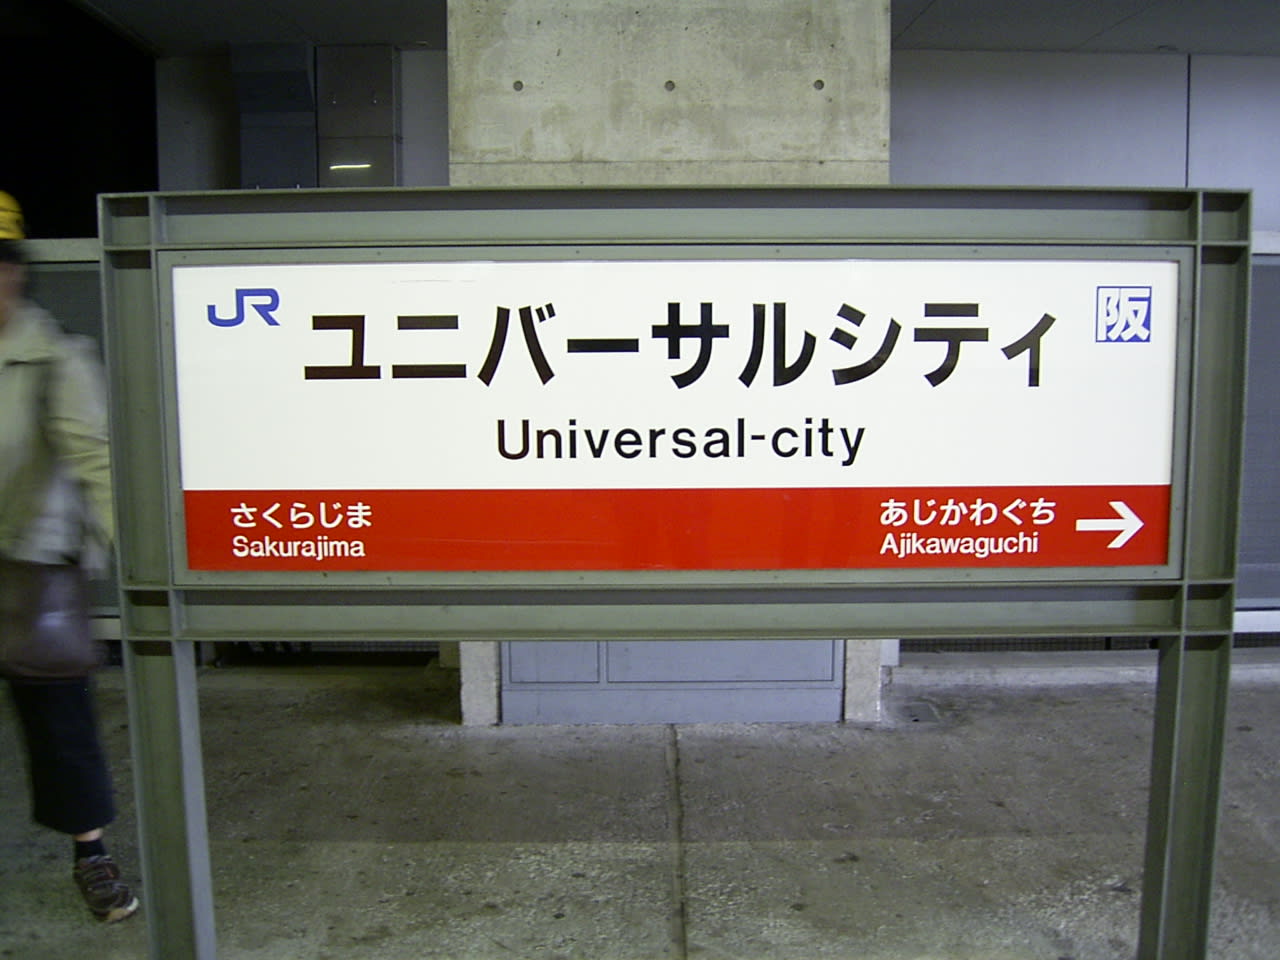 JR ユニバーサルシティ 阪
Universal-city
さくらじま あじかわぐち →
Sakurajima Ajikawaguchi